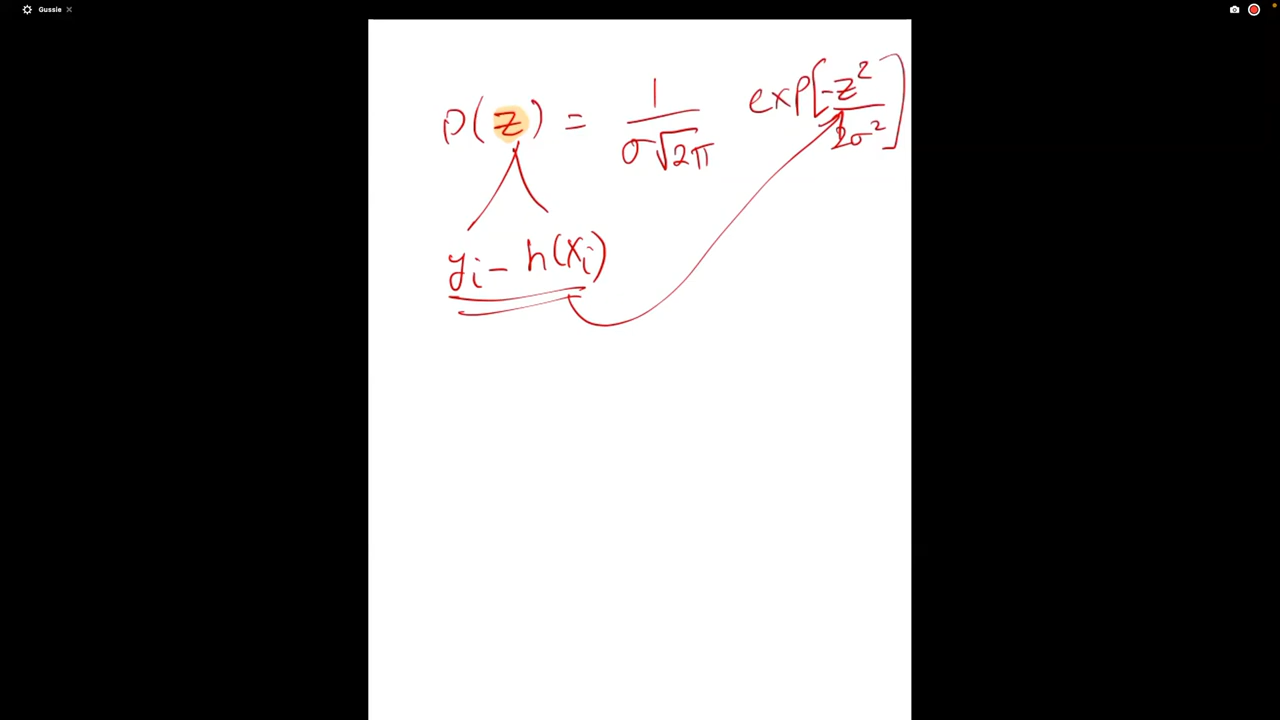 Gussie
p(z) = 1/(σ√2π) exp[-z²/2σ²]
yi - h(xi)